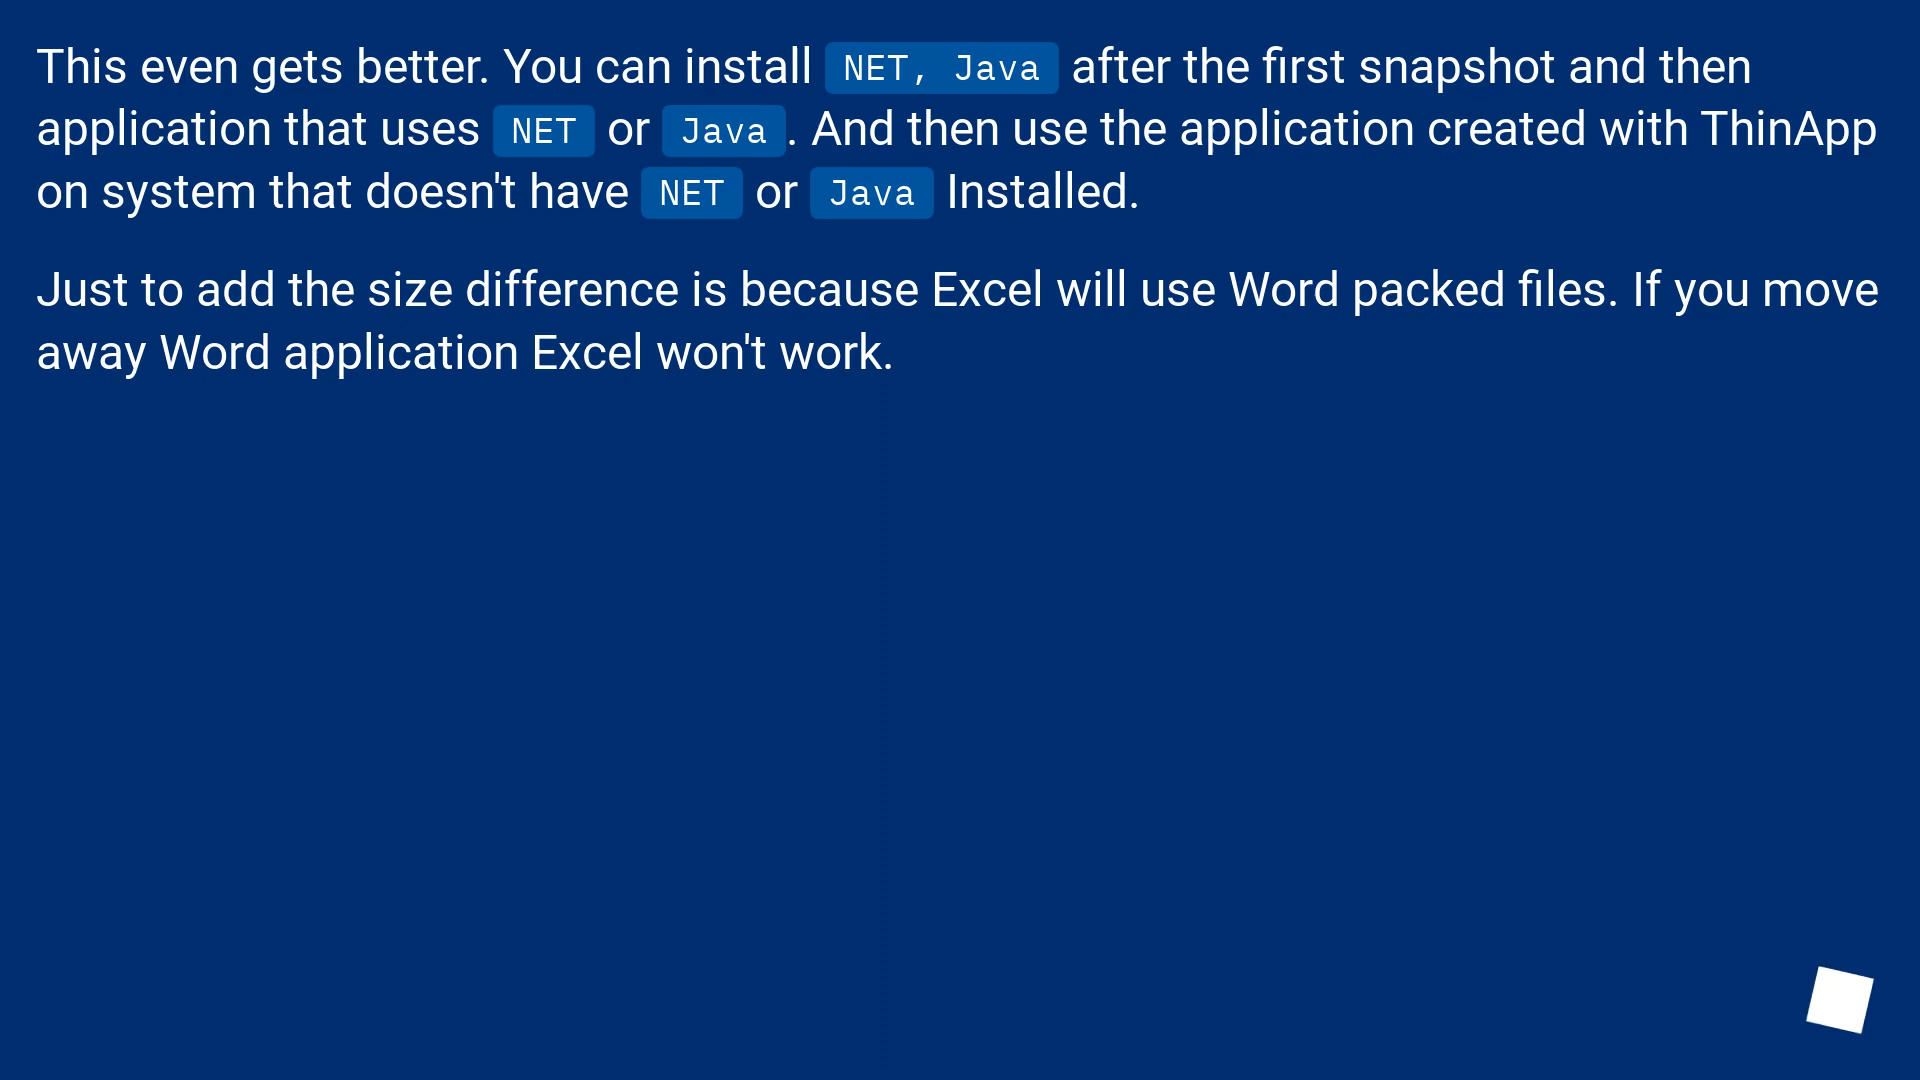 This even gets better. You can install NET, Java after the first snapshot and then
application that uses NET or Java. And then use the application created with ThinApp
on system that doesn't have NET or Java Installed.
Just to add the size difference is because Excel will use Word packed files. If you move
away Word application Excel won't work.